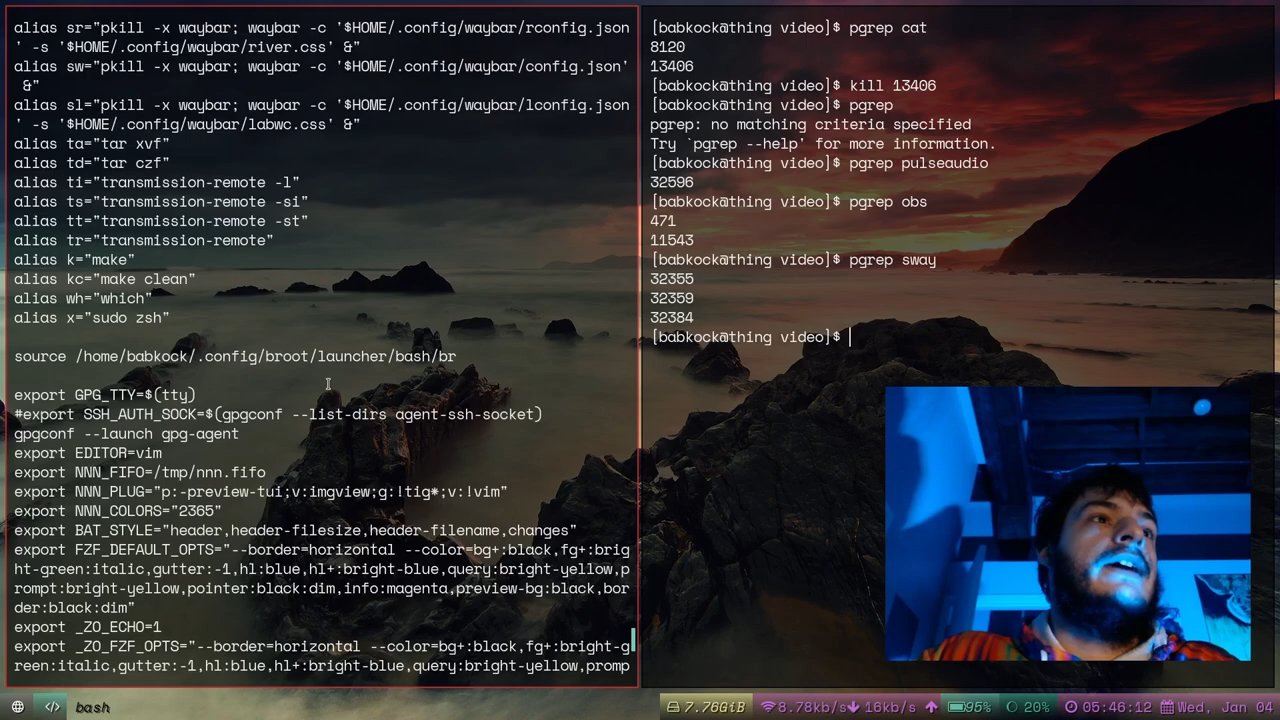 alias sr="pkill -x waybar; waybar -c '$HOME/.config/waybar/rconfig.json
' -s '$HOME/.config/waybar/river.css' &"
alias sw="pkill -x waybar; waybar -c '$HOME/.config/waybar/config.json'
 &"
alias sl="pkill -x waybar; waybar -c '$HOME/.config/waybar/lconfig.json
' -s '$HOME/.config/waybar/labwc.css' &"
alias ta="tar xvf"
alias td="tar czf"
alias ti="transmission-remote -l"
alias ts="transmission-remote -si"
alias tt="transmission-remote -st"
alias tr="transmission-remote"
alias k="make"
alias kc="make clean"
alias wh="which"
alias x="sudo zsh"
source /home/babkock/.config/broot/launcher/bash/br
export GPG_TTY=$(tty)
#export SSH_AUTH_SOCK=$(gpgconf --list-dirs agent-ssh-socket)
gpgconf --launch gpg-agent
export EDITOR=vim
export NNN_FIFO=/tmp/nnn.fifo
export NNN_PLUG="p:-preview-tui;v:imgview;g:!tig*;v:!vim"
export NNN_COLORS="2365"
export BAT_STYLE="header,header-filesize,header-filename,changes"
export FZF_DEFAULT_OPTS="--border=horizontal --color=bg+:black,fg+:brig
ht-green:italic,gutter:-1,hl:blue,hl+:bright-blue,query:bright-yellow,p
rompt:bright-yellow,pointer:black:dim,info:magenta,preview-bg:black,bor
der:black:dim"
export _ZO_ECHO=1
export _ZO_FZF_OPTS="--border=horizontal --color=bg+:black,fg+:bright-g
reen:italic,gutter:-1,hl:blue,hl+:bright-blue,query:bright-yellow,promp
[babkock@thing video]$ pgrep cat
8120
13406
[babkock@thing video]$ kill 13406
[babkock@thing video]$ pgrep
pgrep: no matching criteria specified
Try `pgrep --help' for more information.
[babkock@thing video]$ pgrep pulseaudio
32596
[babkock@thing video]$ pgrep obs
471
11543
[babkock@thing video]$ pgrep sway
32355
32359
32384
[babkock@thing video]$
</> bash 7.76GiB 8.78kb/s 16kb/s 95% 20% 05:46:12 Wed, Jan 04